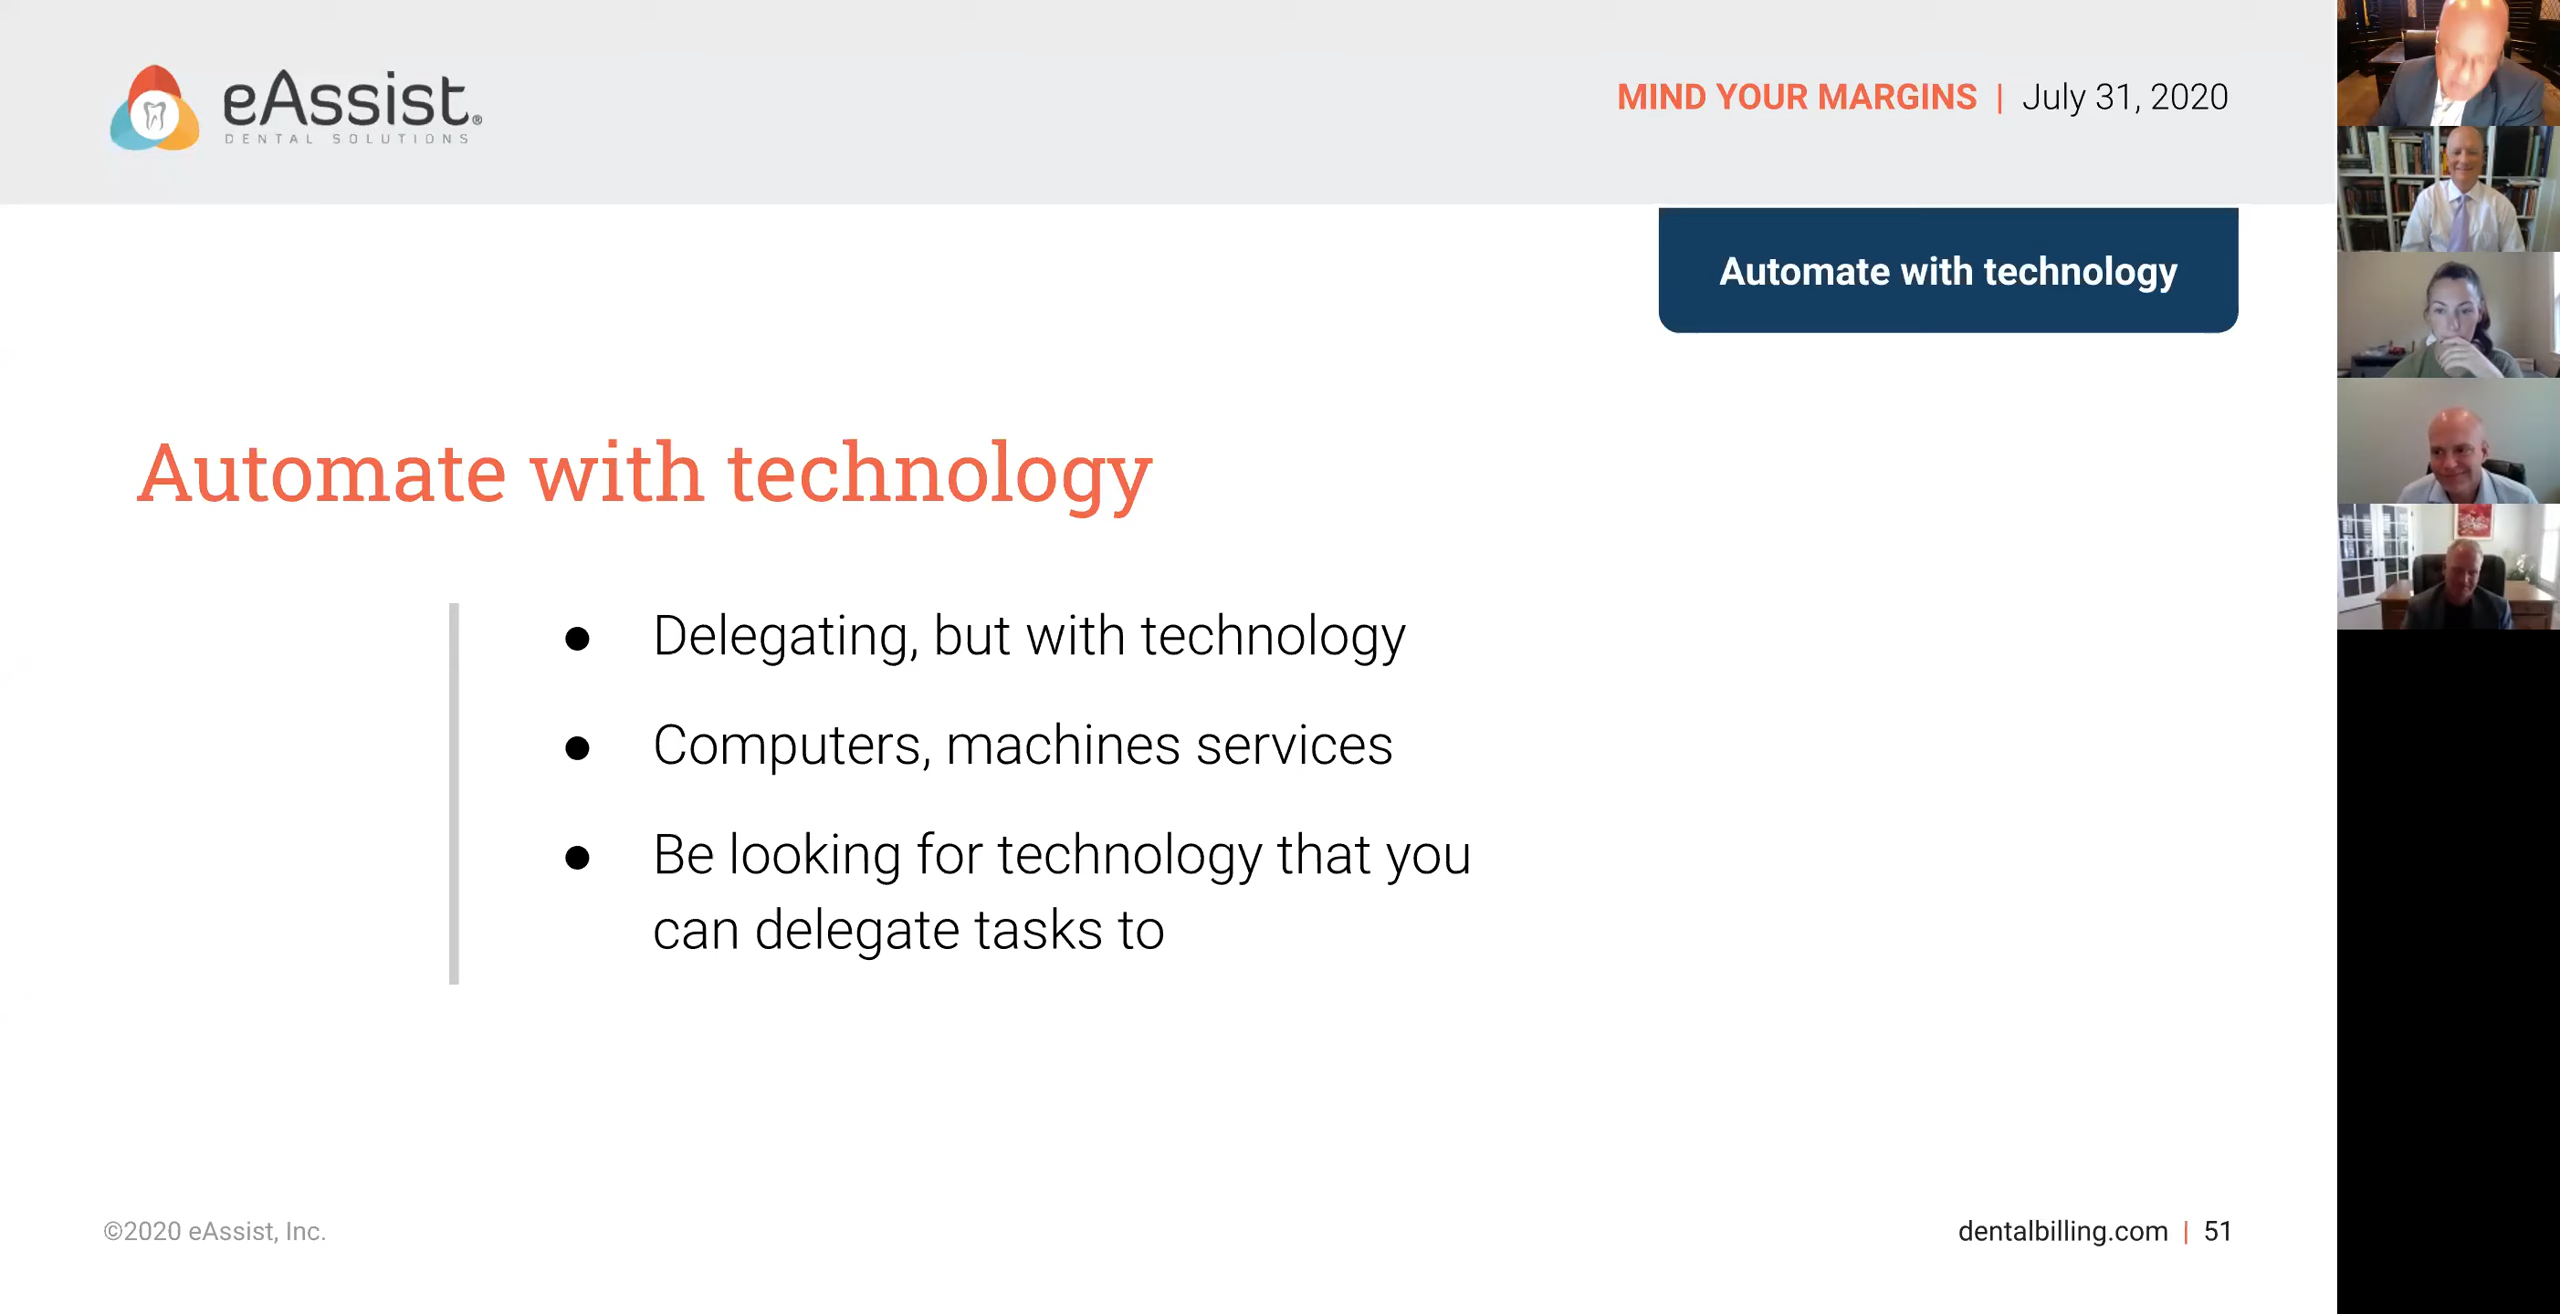 eAssist®
DENTAL SOLUTIONS
MIND YOUR MARGINS | July 31, 2020
Automate with technology
Automate with technology
● Delegating, but with technology
● Computers, machines services
● Be looking for technology that you
can delegate tasks to
©2020 eAssist, Inc.
dentalbilling.com | 51